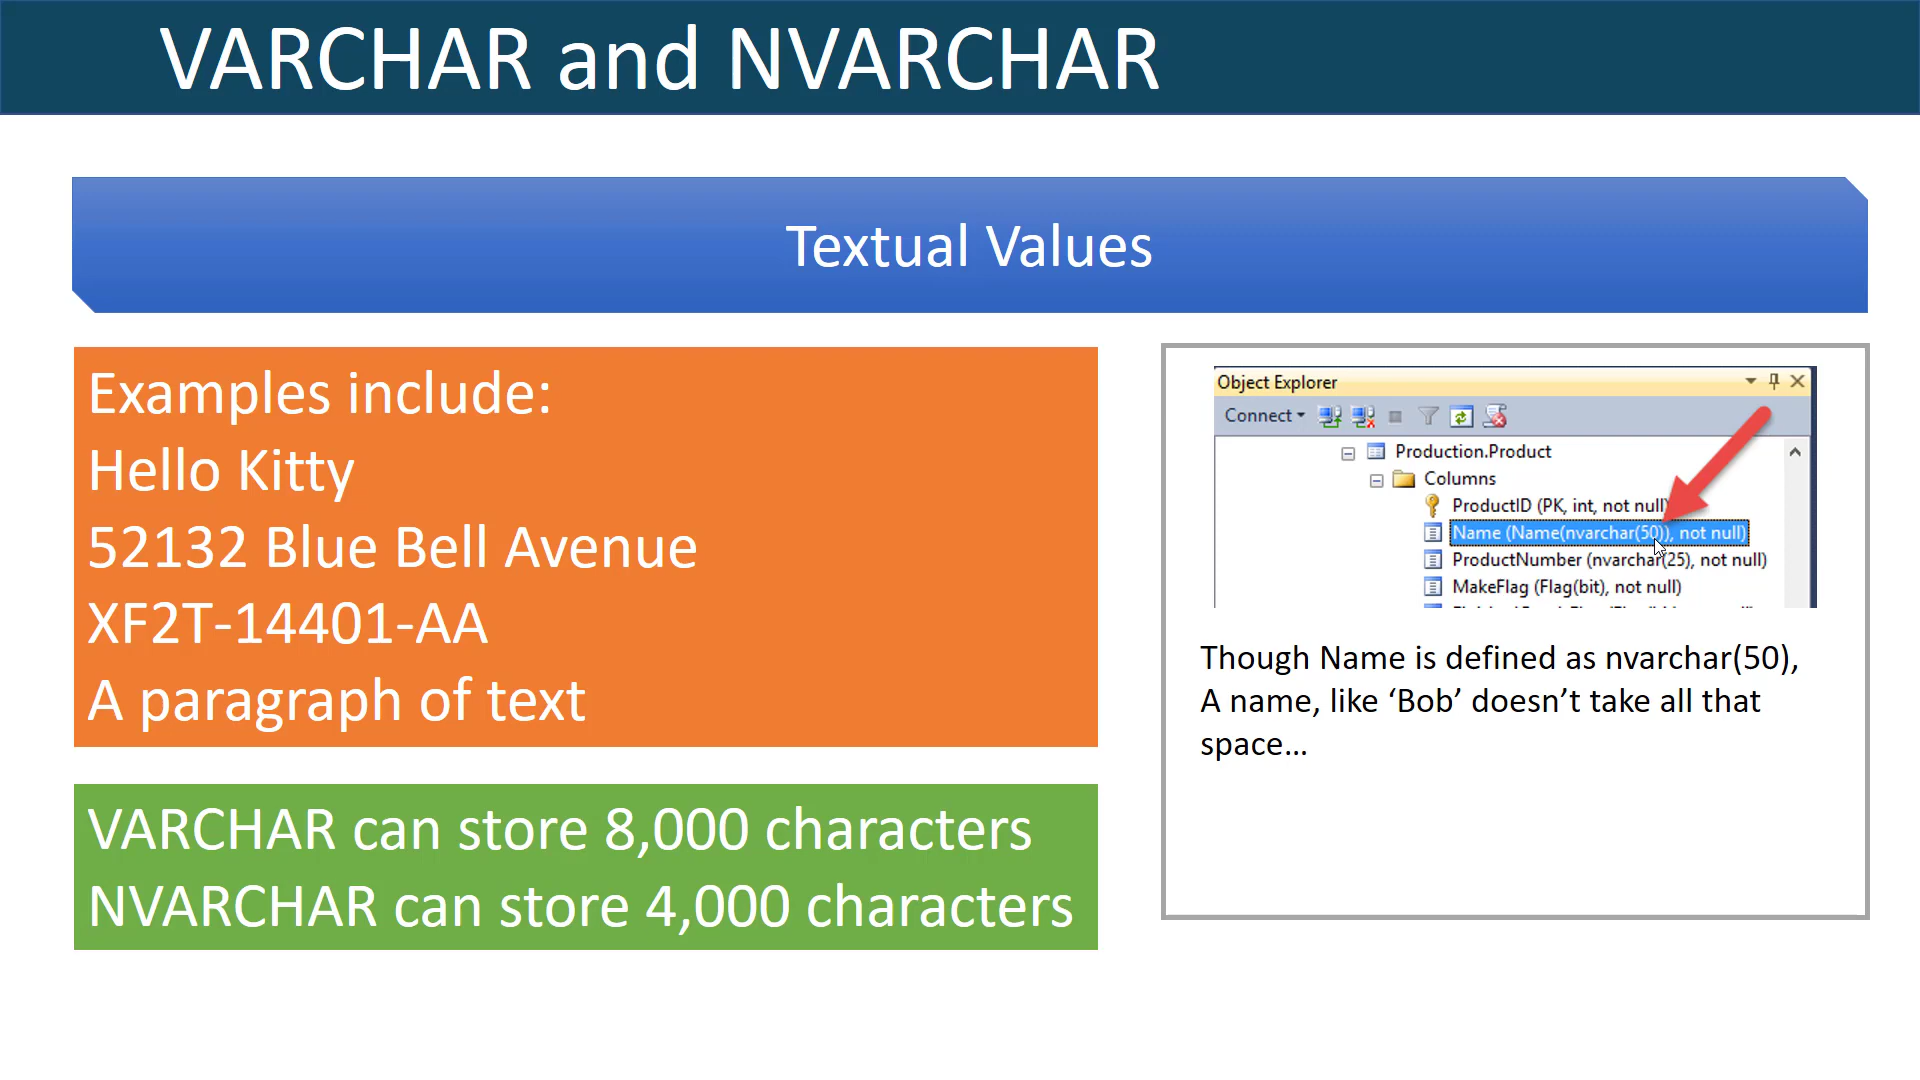 VARCHAR and NVARCHAR
Textual Values
Examples include:
Hello Kitty
52132 Blue Bell Avenue
XF2T-14401-AA
A paragraph of text
VARCHAR can store 8,000 characters
NVARCHAR can store 4,000 characters
Object Explorer
Connect
Production.Product
Columns
ProductID (PK, int, not null)
Name (Name(nvarchar(50)), not null)
ProductNumber (nvarchar(25), not null)
MakeFlag (Flag(bit), not null)
Though Name is defined as nvarchar(50),
A name, like ‘Bob’ doesn’t take all that
space…